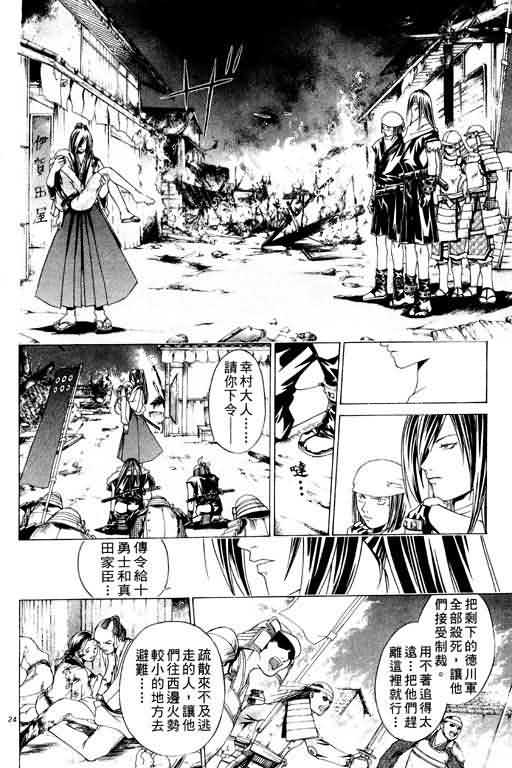 伊賀田屋
幸村大人……
請你下令——
噠…
傳令給十
勇士和真
田家臣…
把剩下的德川軍
全部殺死，讓他
們接受制裁。
用不著追得太
遠…把他們趕
離這裡就行。
疏散來不及逃
走的人，讓他
們往西邊火勢
較小的地方去
避難……
24